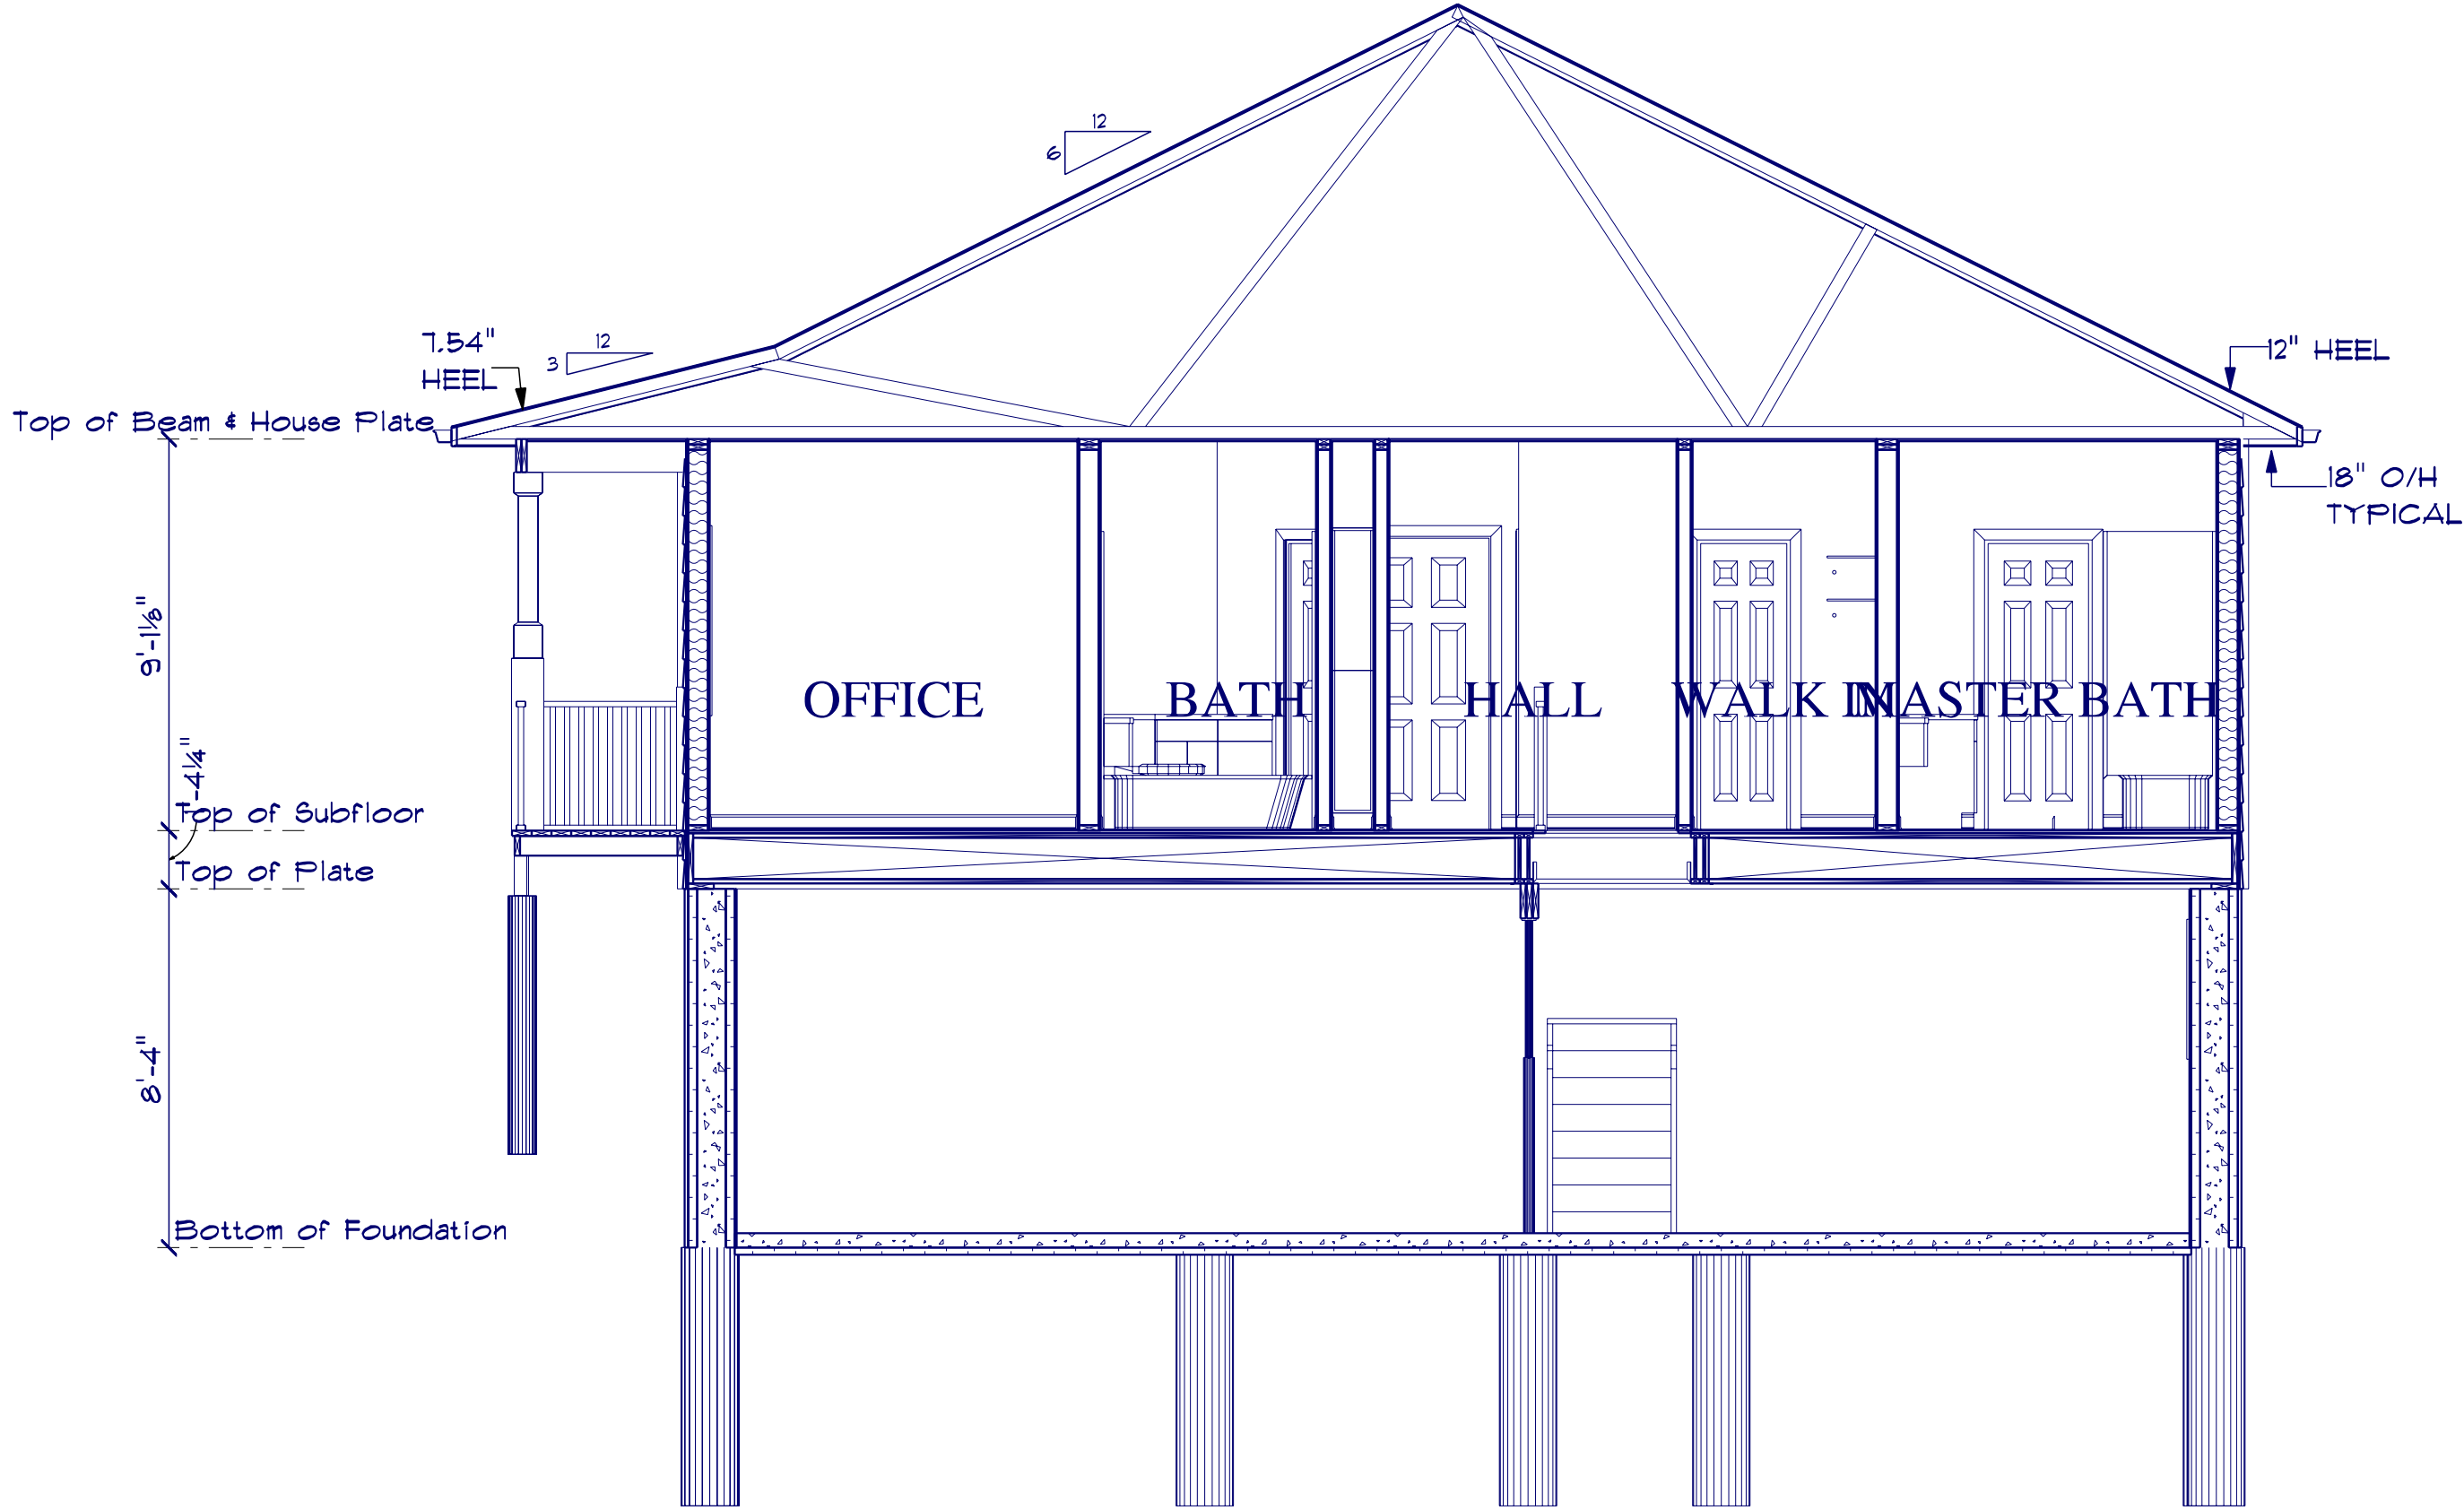 12
6
12
3
7.54"
HEEL
12" HEEL
Top of Beam & House Plate
18" O/H
TYPICAL
9'-1⅛"
OFFICE
BATH
HALL
WALK IN
MASTER BATH
1'-4¼"
Top of Subfloor
Top of Plate
8'-4"
Bottom of Foundation